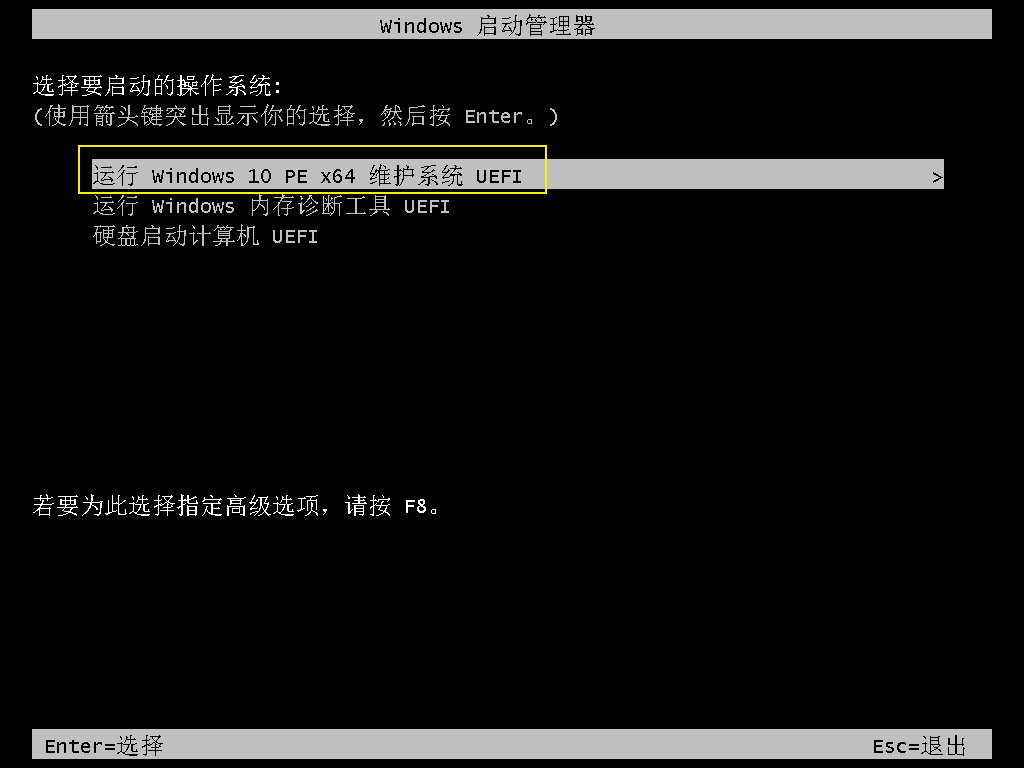 Windows 启动管理器
选择要启动的操作系统:
(使用箭头键突出显示你的选择，然后按 Enter。)
运行 Windows 10 PE x64 维护系统 UEFI >
运行 Windows 内存诊断工具 UEFI
硬盘启动计算机 UEFI
若要为此选择指定高级选项，请按 F8。
Enter=选择 Esc=退出